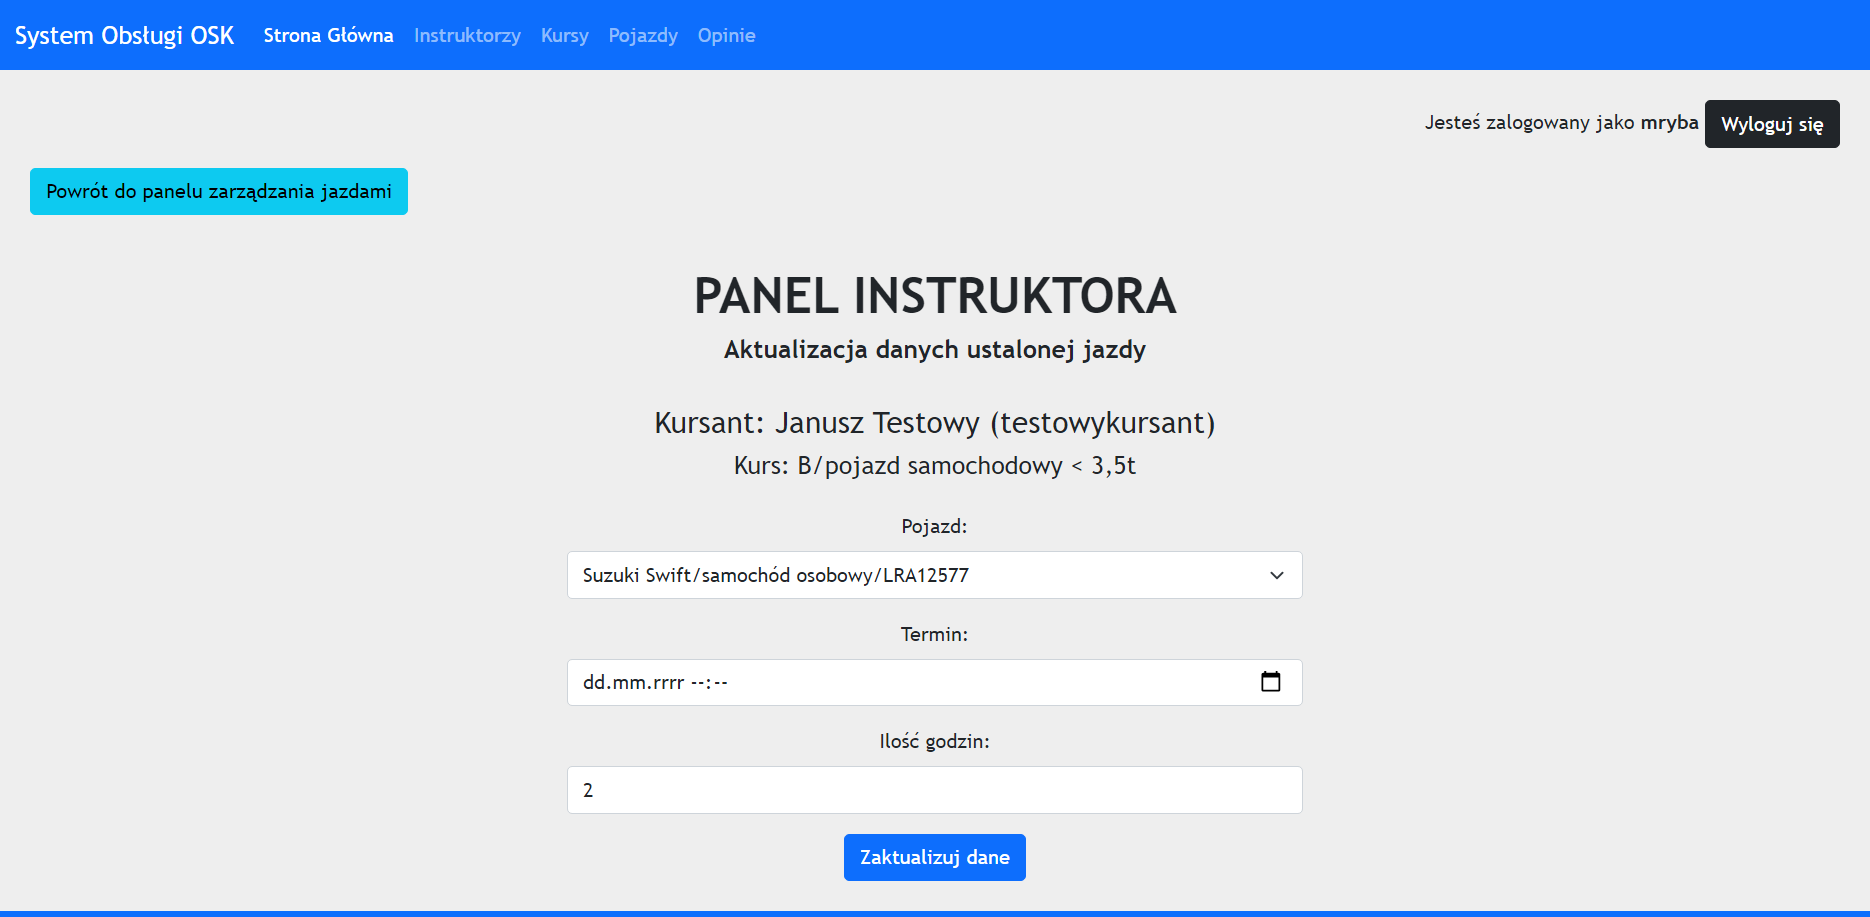 System Obsługi OSK Strona Główna Instruktorzy Kursy Pojazdy Opinie
Jesteś zalogowany jako mryba Wyloguj się
Powrót do panelu zarządzania jazdami
PANEL INSTRUKTORA
Aktualizacja danych ustalonej jazdy
Kursant: Janusz Testowy (testowykursant)
Kurs: B/pojazd samochodowy < 3,5t
Pojazd:
Suzuki Swift/samochód osobowy/LRA12577
Termin:
dd.mm.rrrr --:--
Ilość godzin:
2
Zaktualizuj dane